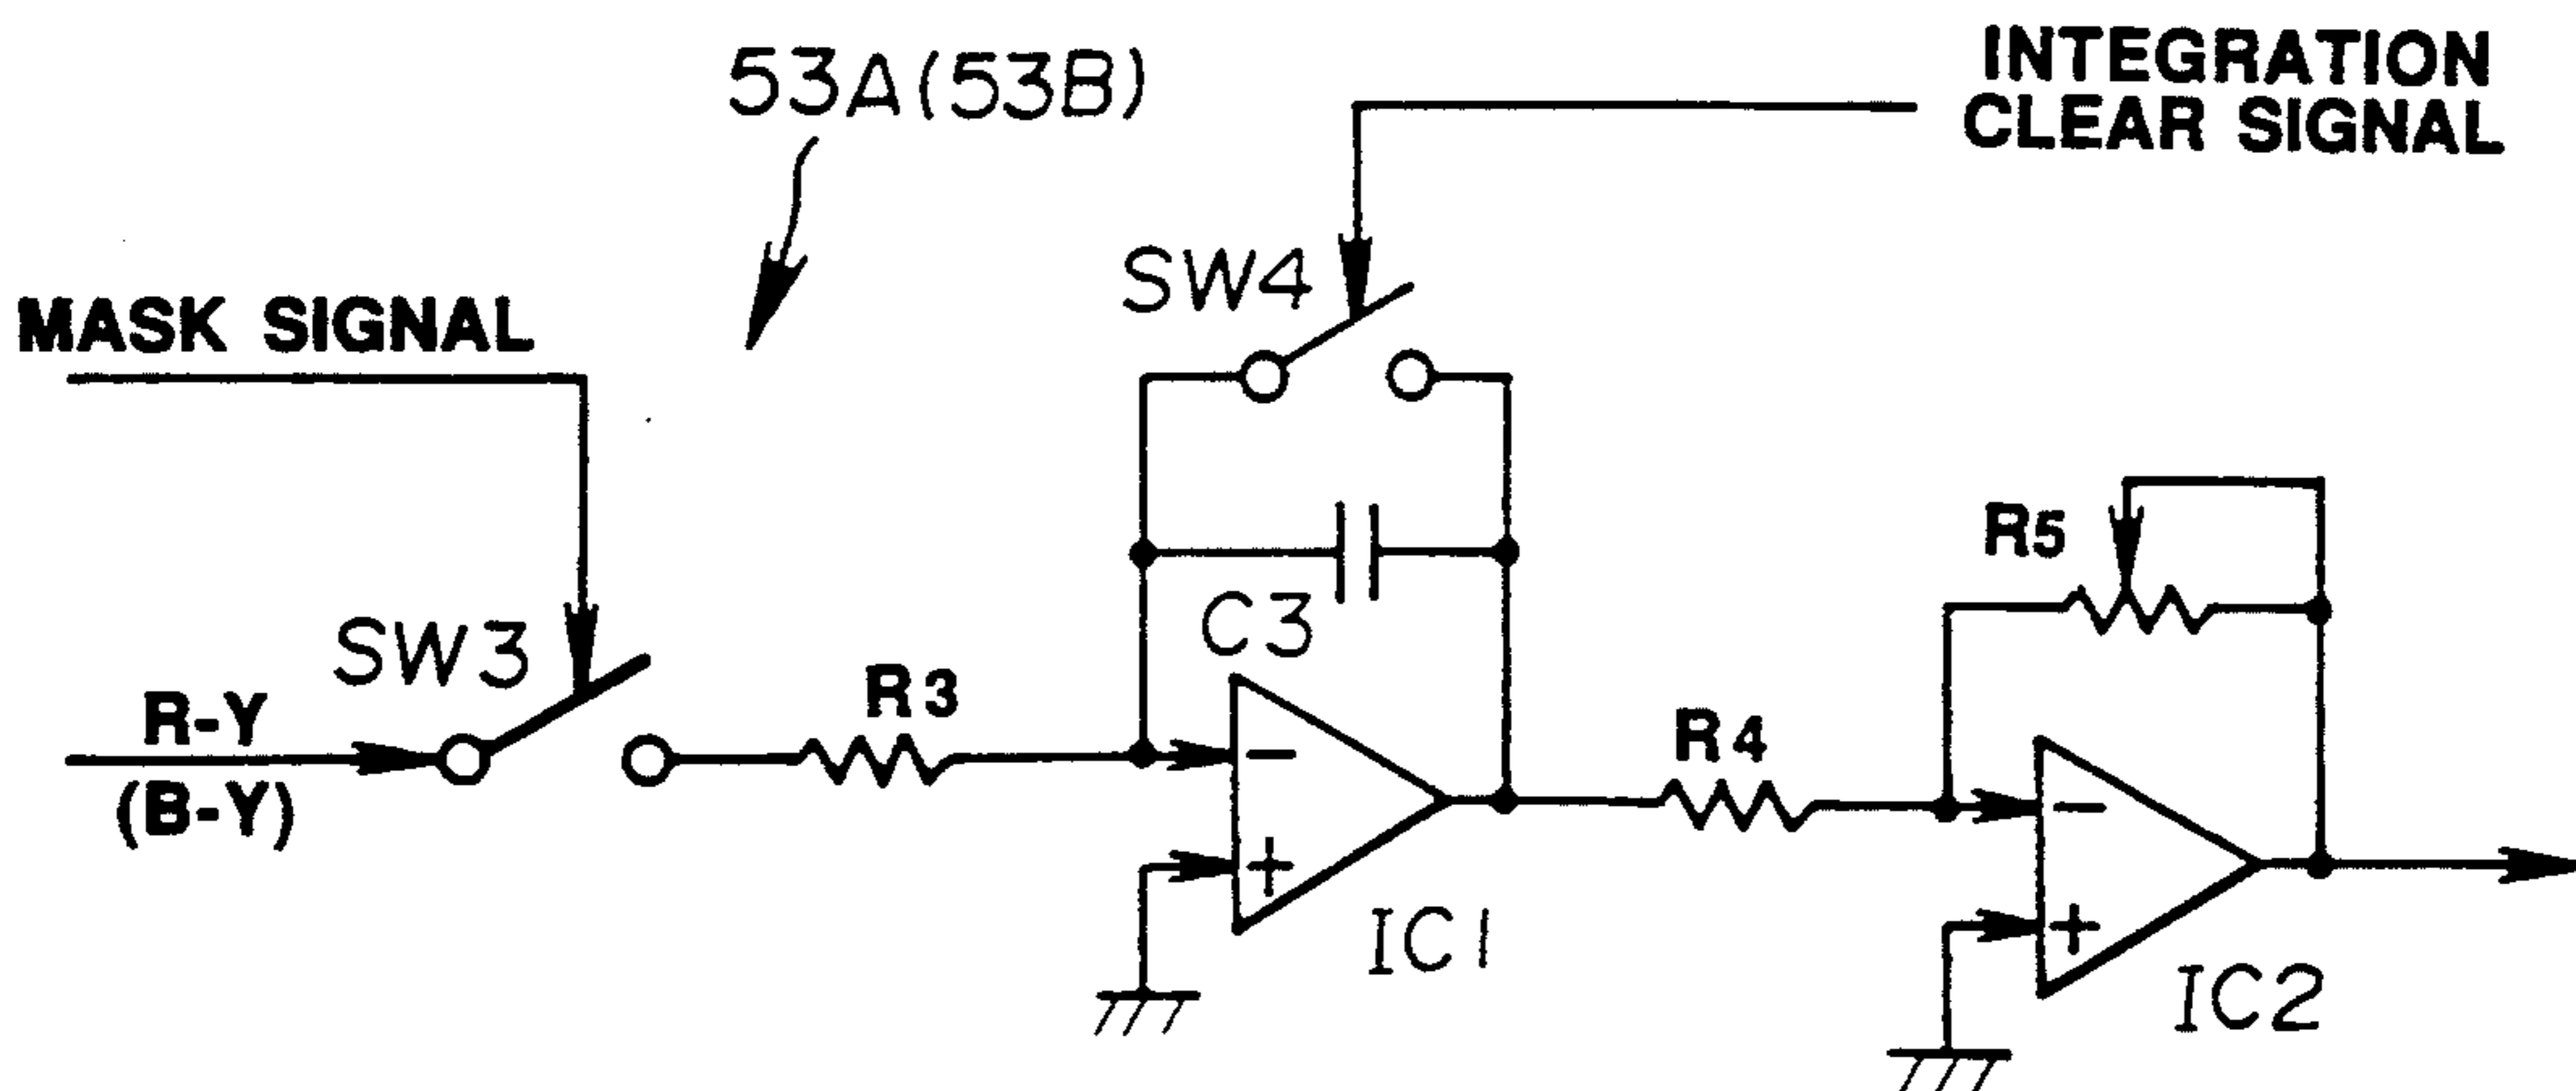 53A(53B)
INTEGRATION
CLEAR SIGNAL
MASK SIGNAL
SW4
SW3
R-Y
(B-Y)
R3
C3
R4
R5
−
+
IC1
−
+
IC2